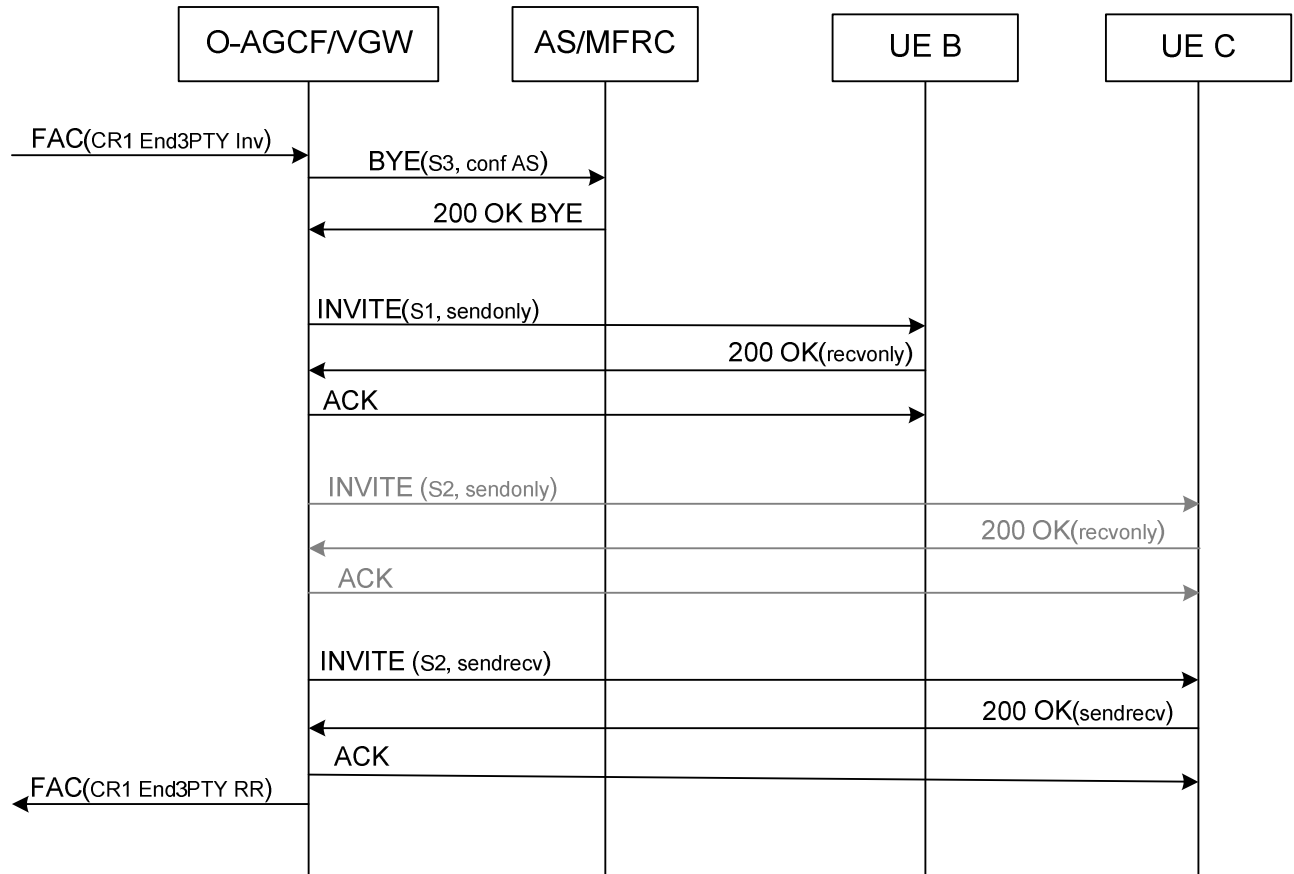 O-AGCF/VGW
AS/MFRC
UE B
UE C
FAC(CR1 End3PTY Inv)
BYE(S3, conf AS)
200 OK BYE
INVITE(S1, sendonly)
200 OK(recvonly)
ACK
INVITE (S2, sendonly)
200 OK(recvonly)
ACK
INVITE (S2, sendrecv)
200 OK(sendrecv)
ACK
FAC(CR1 End3PTY RR)